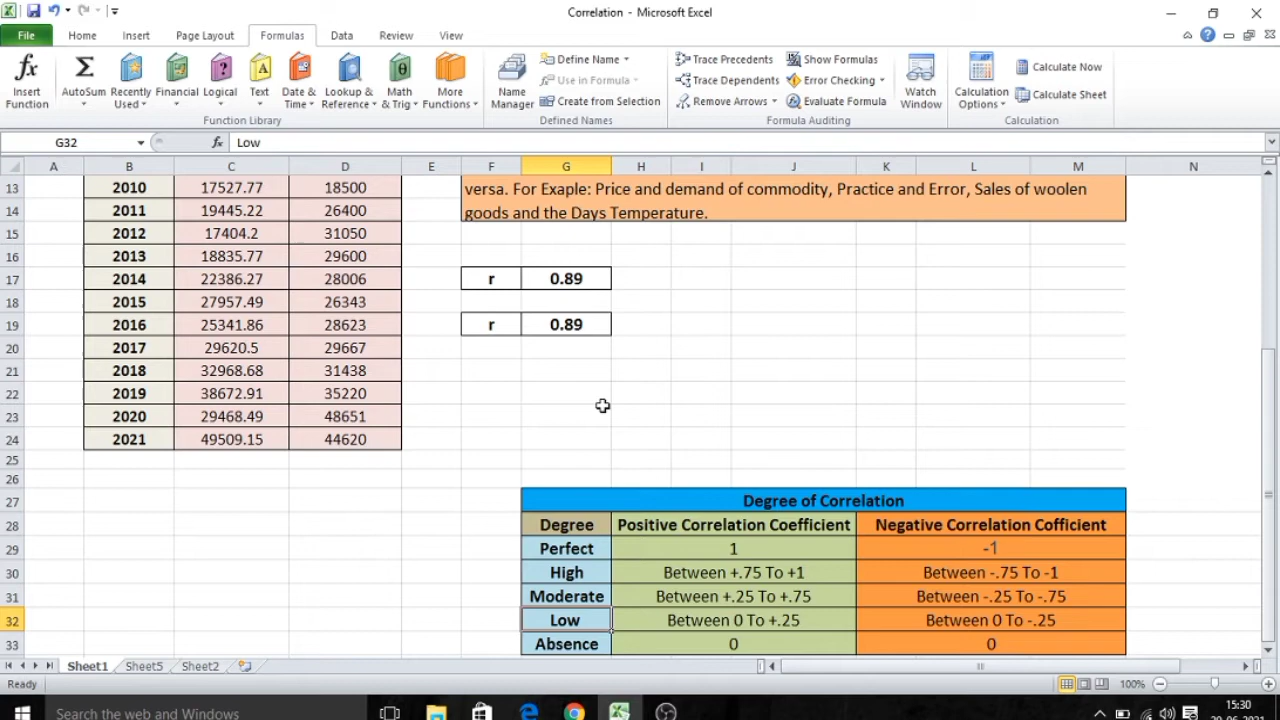 Correlation - Microsoft Excel
File Home Insert Page Layout Formulas Data Review View
fx Σ A ? θ
Insert Function
AutoSum
Recently Used
Financial
Logical
Text
Date & Time
Lookup & Reference
Math & Trig
More Functions
Function Library
Name Manager
Define Name
Use in Formula
Create from Selection
Defined Names
Trace Precedents
Trace Dependents
Remove Arrows
Show Formulas
Error Checking
Evaluate Formula
Watch Window
Formula Auditing
Calculation Options
Calculate Now
Calculate Sheet
Calculation
G32 fx Low
A B C D E F G H I J K L M N
13 2010 17527.77 18500 versa. For Exaple: Price and demand of commodity, Practice and Error, Sales of woolen
14 2011 19445.22 26400 goods and the Days Temperature.
15 2012 17404.2 31050
16 2013 18835.77 29600
17 2014 22386.27 28006 r 0.89
18 2015 27957.49 26343
19 2016 25341.86 28623 r 0.89
20 2017 29620.5 29667
21 2018 32968.68 31438
22 2019 38672.91 35220
23 2020 29468.49 48651
24 2021 49509.15 44620
25
26
27 Degree of Correlation
28 Degree Positive Correlation Coefficient Negative Correlation Cofficient
29 Perfect 1 -1
30 High Between +.75 To +1 Between -.75 To -1
31 Moderate Between +.25 To +.75 Between -.25 To -.75
32 Low Between 0 To +.25 Between 0 To -.25
33 Absence 0 0
Sheet1 Sheet5 Sheet2
Ready 100%
Search the web and Windows 15:30